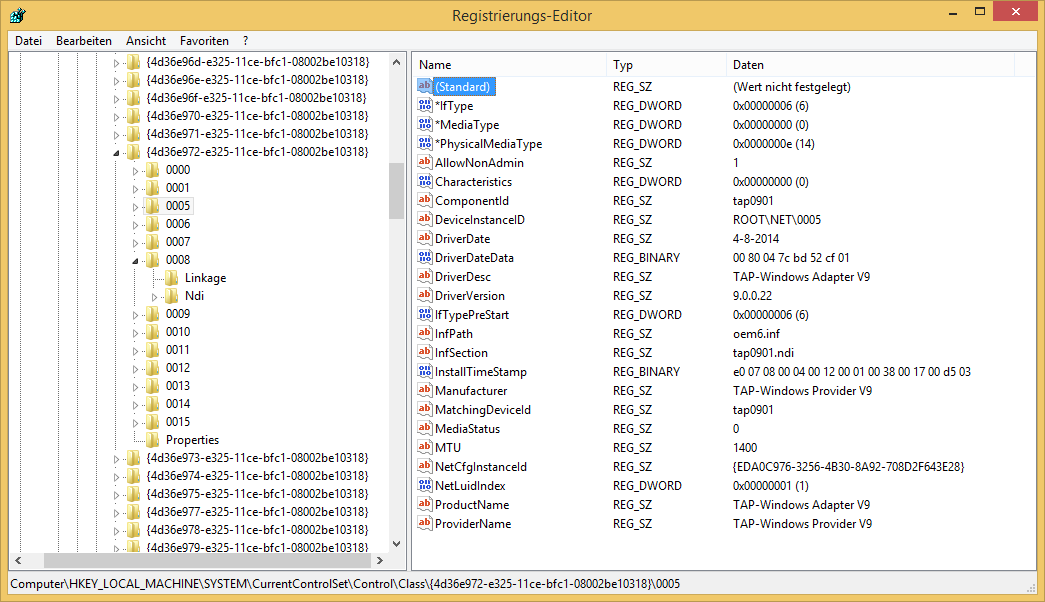 Registrierungs-Editor
Datei Bearbeiten Ansicht Favoriten ?
{4d36e96d-e325-11ce-bfc1-08002be10318}
{4d36e96e-e325-11ce-bfc1-08002be10318}
{4d36e96f-e325-11ce-bfc1-08002be10318}
{4d36e970-e325-11ce-bfc1-08002be10318}
{4d36e971-e325-11ce-bfc1-08002be10318}
{4d36e972-e325-11ce-bfc1-08002be10318}
0000
0001
0005
0006
0007
0008
Linkage
Ndi
0009
0010
0011
0012
0013
0014
0015
Properties
{4d36e973-e325-11ce-bfc1-08002be10318}
{4d36e974-e325-11ce-bfc1-08002be10318}
{4d36e975-e325-11ce-bfc1-08002be10318}
{4d36e977-e325-11ce-bfc1-08002be10318}
{4d36e978-e325-11ce-bfc1-08002be10318}
{4d36e979-e325-11ce-bfc1-08002be10318}
Name Typ Daten
(Standard) REG_SZ (Wert nicht festgelegt)
*IfType REG_DWORD 0x00000006 (6)
*MediaType REG_DWORD 0x00000000 (0)
*PhysicalMediaType REG_DWORD 0x0000000e (14)
AllowNonAdmin REG_SZ 1
Characteristics REG_DWORD 0x00000000 (0)
ComponentId REG_SZ tap0901
DeviceInstanceID REG_SZ ROOT\NET\0005
DriverDate REG_SZ 4-8-2014
DriverDateData REG_BINARY 00 80 04 7c bd 52 cf 01
DriverDesc REG_SZ TAP-Windows Adapter V9
DriverVersion REG_SZ 9.0.0.22
IfTypePreStart REG_DWORD 0x00000006 (6)
InfPath REG_SZ oem6.inf
InfSection REG_SZ tap0901.ndi
InstallTimeStamp REG_BINARY e0 07 08 00 04 00 12 00 01 00 38 00 17 00 d5 03
Manufacturer REG_SZ TAP-Windows Provider V9
MatchingDeviceId REG_SZ tap0901
MediaStatus REG_SZ 0
MTU REG_SZ 1400
NetCfgInstanceId REG_SZ {EDA0C976-3256-4B30-8A92-708D2F643E28}
NetLuidIndex REG_DWORD 0x00000001 (1)
ProductName REG_SZ TAP-Windows Adapter V9
ProviderName REG_SZ TAP-Windows Provider V9
Computer\HKEY_LOCAL_MACHINE\SYSTEM\CurrentControlSet\Control\Class\{4d36e972-e325-11ce-bfc1-08002be10318}\0005